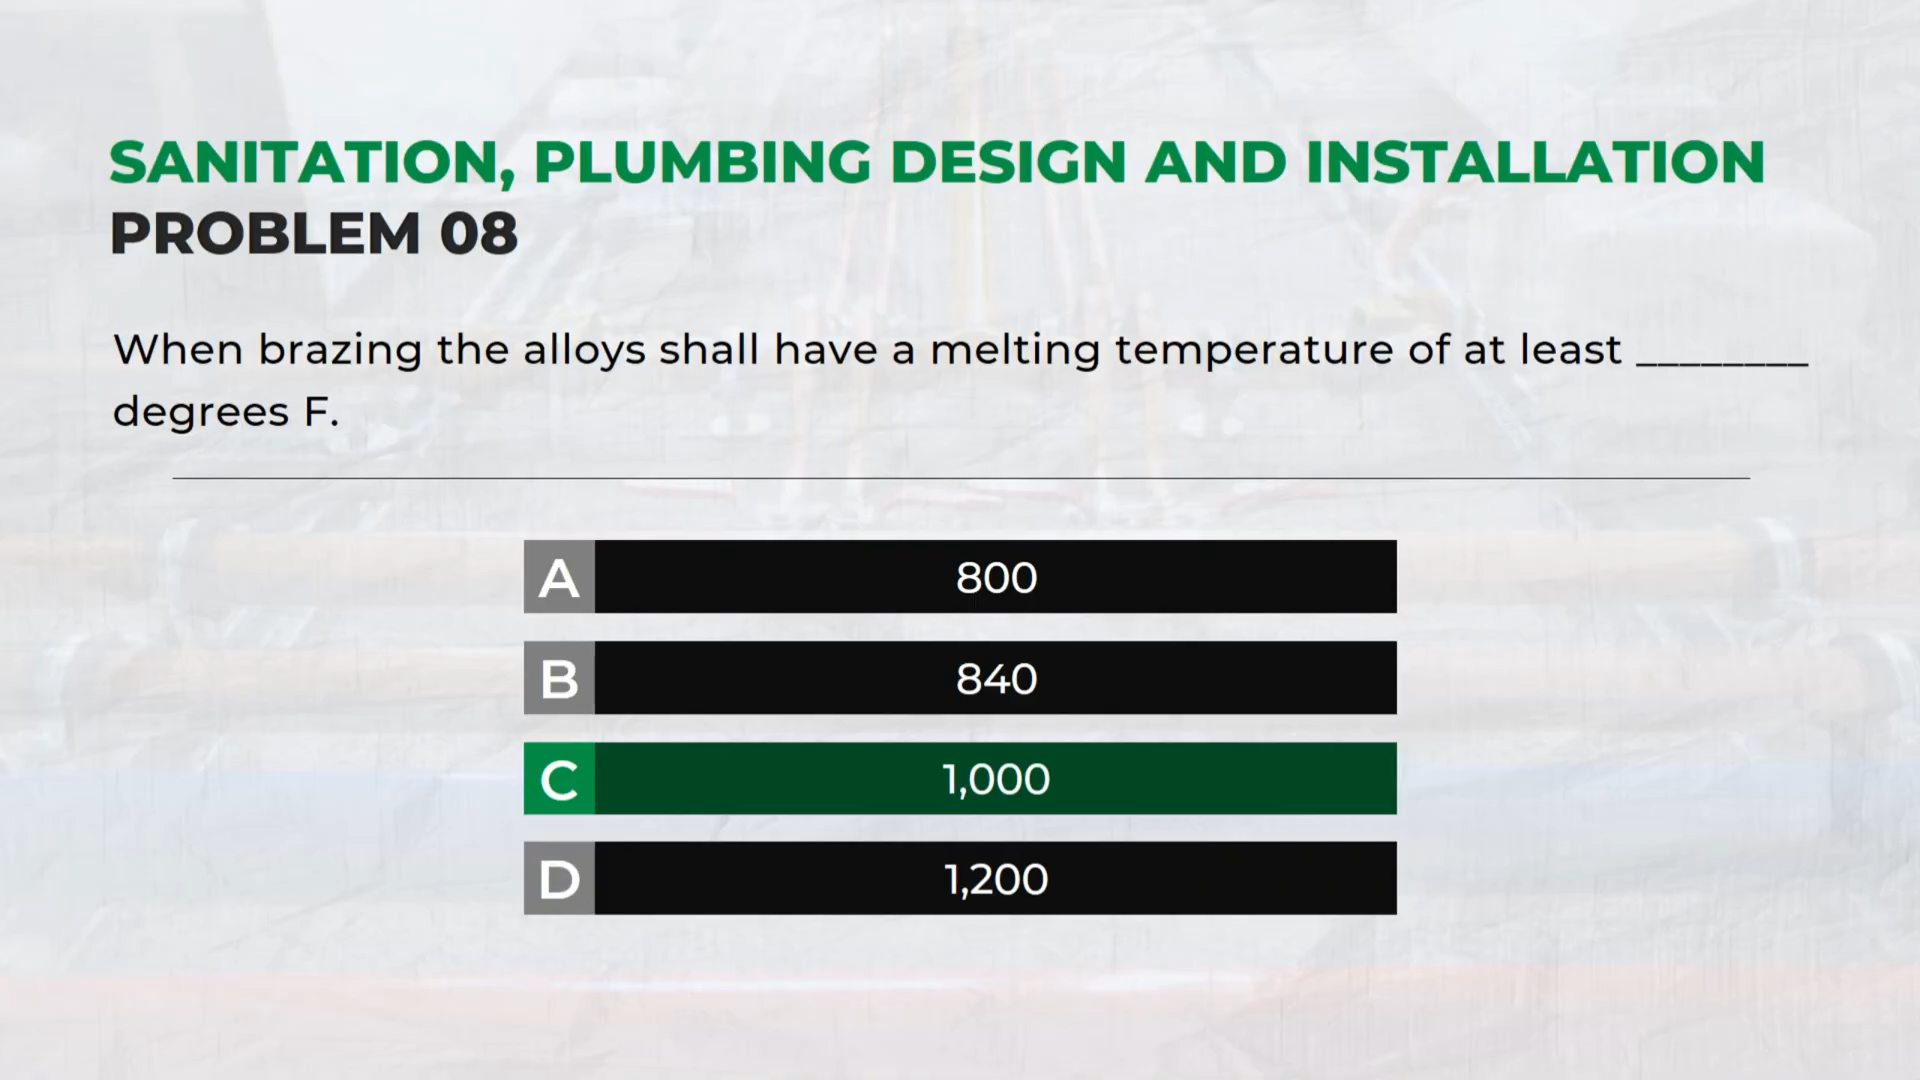 SANITATION, PLUMBING DESIGN AND INSTALLATION
PROBLEM 08
When brazing the alloys shall have a melting temperature of at least ________
degrees F.
A 800
B 840
C 1,000
D 1,200